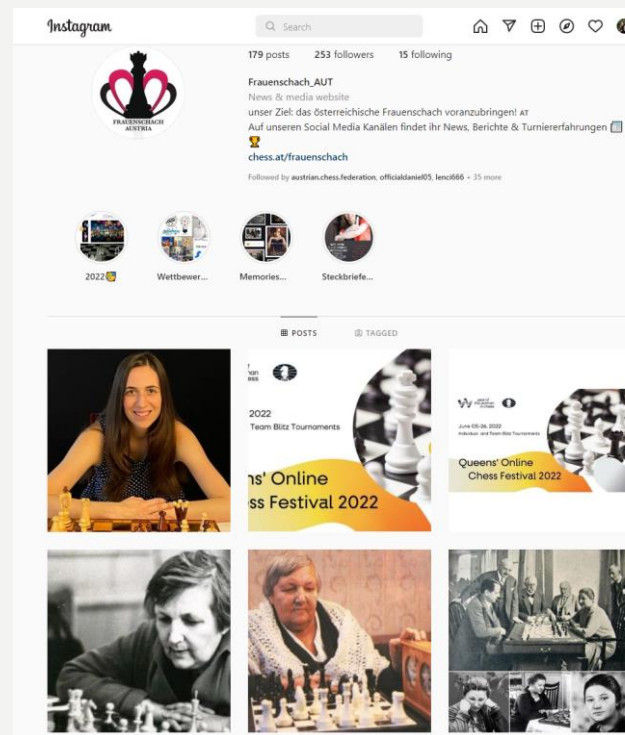 Instagram
Search
179 posts 253 followers 15 following
Frauenschach_AUT
News & media website
unser Ziel: das österreichische Frauenschach voranzubringen! AT
Auf unseren Social Media Kanälen findet ihr News, Berichte & Turniererfahrungen
chess.at/frauenschach
Followed by austrian.chess.federation, officialdaniel05, lenci666 + 35 more
FRAUENSCHACH
AUSTRIA
2022 Wettbewer... Memories... Steckbriefe...
POSTS TAGGED
2022
Team Blitz Tournaments
ns' Online
ss Festival 2022
June 05-26, 2022
Individual and Team Blitz Tournaments
Queens' Online
Chess Festival 2022